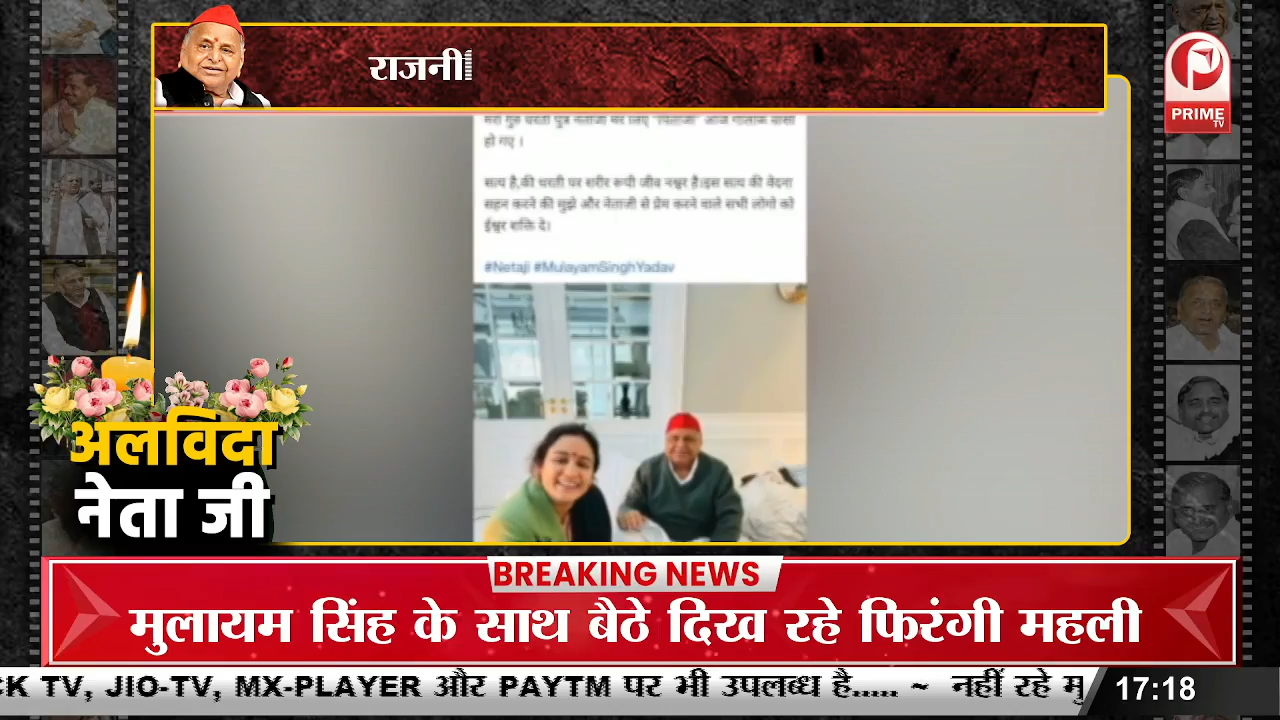 राजनी
PRIME
TV
हो गए ।
सत्य है,की धरती पर शरीर रूपी जीव नश्वर है।इस सत्य की वेदना
सहन करने की मुझे और नेताजी से प्रेम करने वाले सभी लोगो को
ईश्वर शक्ति दे।
#Netaji #MulayamSinghYadav
अलविदा
नेता जी
BREAKING NEWS
मुलायम सिंह के साथ बैठे दिख रहे फिरंगी महली
CK TV, JIO-TV, MX-PLAYER और PAYTM पर भी उपलब्ध है..... ~ नहीं रहे मु
17:18